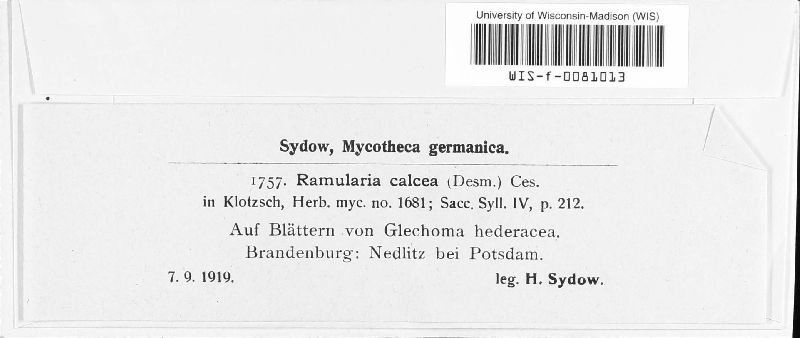 University of Wisconsin-Madison (WIS)
WIS-f-0081013
Sydow, Mycotheca germanica.
1757. Ramularia calcea (Desm.) Ces.
in Klotzsch, Herb. myc. no. 1681; Sacc. Syll. IV, p. 212.
Auf Blättern von Glechoma hederacea.
Brandenburg: Nedlitz bei Potsdam.
7. 9. 1919. leg. H. Sydow.